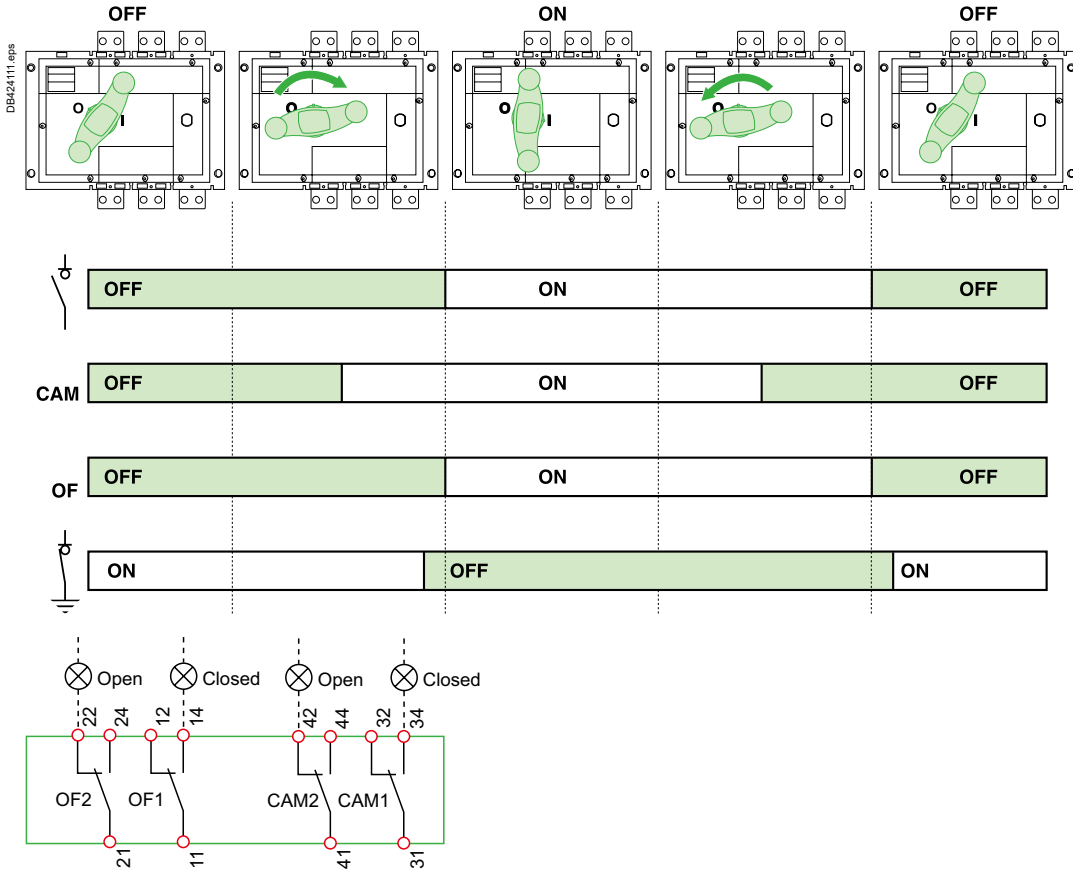 OFF ON OFF
DB424111.eps
O I
O
O I
O
O I
OFF ON OFF
CAM OFF ON OFF
OF OFF ON OFF
ON OFF ON
Open Closed Open Closed
22 24 12 14 42 44 32 34
OF2 OF1 CAM2 CAM1
21 11 41 31